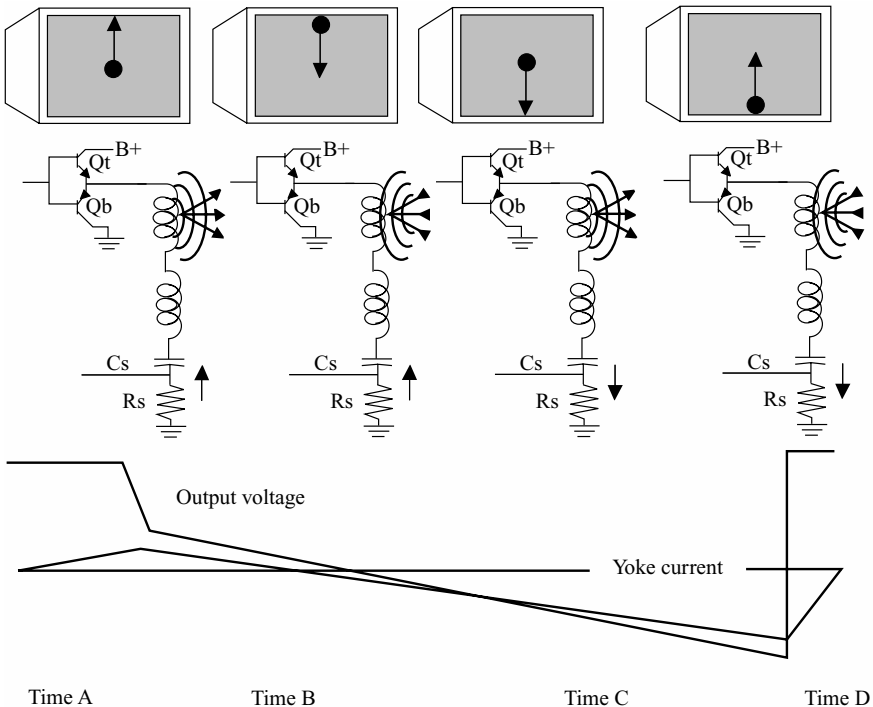 B+
Qt
Qb
Cs
Rs
B+
Qt
Qb
Cs
Rs
B+
Qt
Qb
Cs
Rs
B+
Qt
Qb
Cs
Rs
Output voltage
Yoke current
Time A
Time B
Time C
Time D